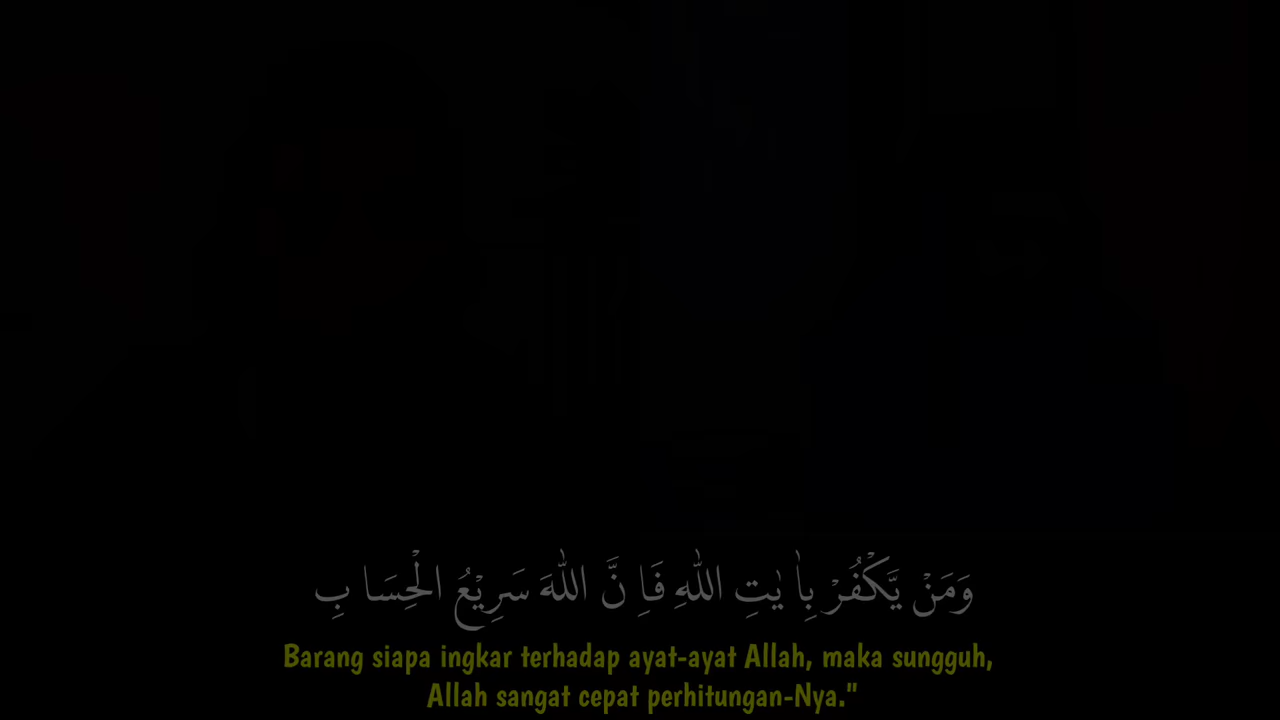 وَمَنْ يَّكْفُرْ بِاٰ يٰتِ اللّٰهِ فَاِ نَّ اللّٰهَ سَرِيْعُ الْحِسَا بِ
Barang siapa ingkar terhadap ayat-ayat Allah, maka sungguh,
Allah sangat cepat perhitungan-Nya.”